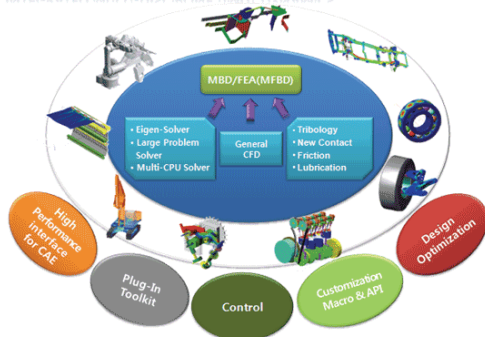 MBD/FEA(MFBD)
• Eigen-Solver
• Large Problem
Solver
• Multi-CPU Solver
General
CFD
• Tribology
• New Contact
• Friction
• Lubrication
High
Performance
Interface
for CAE
Plug-In
Toolkit
Control
Customization
Macro & API
Design
Optimization